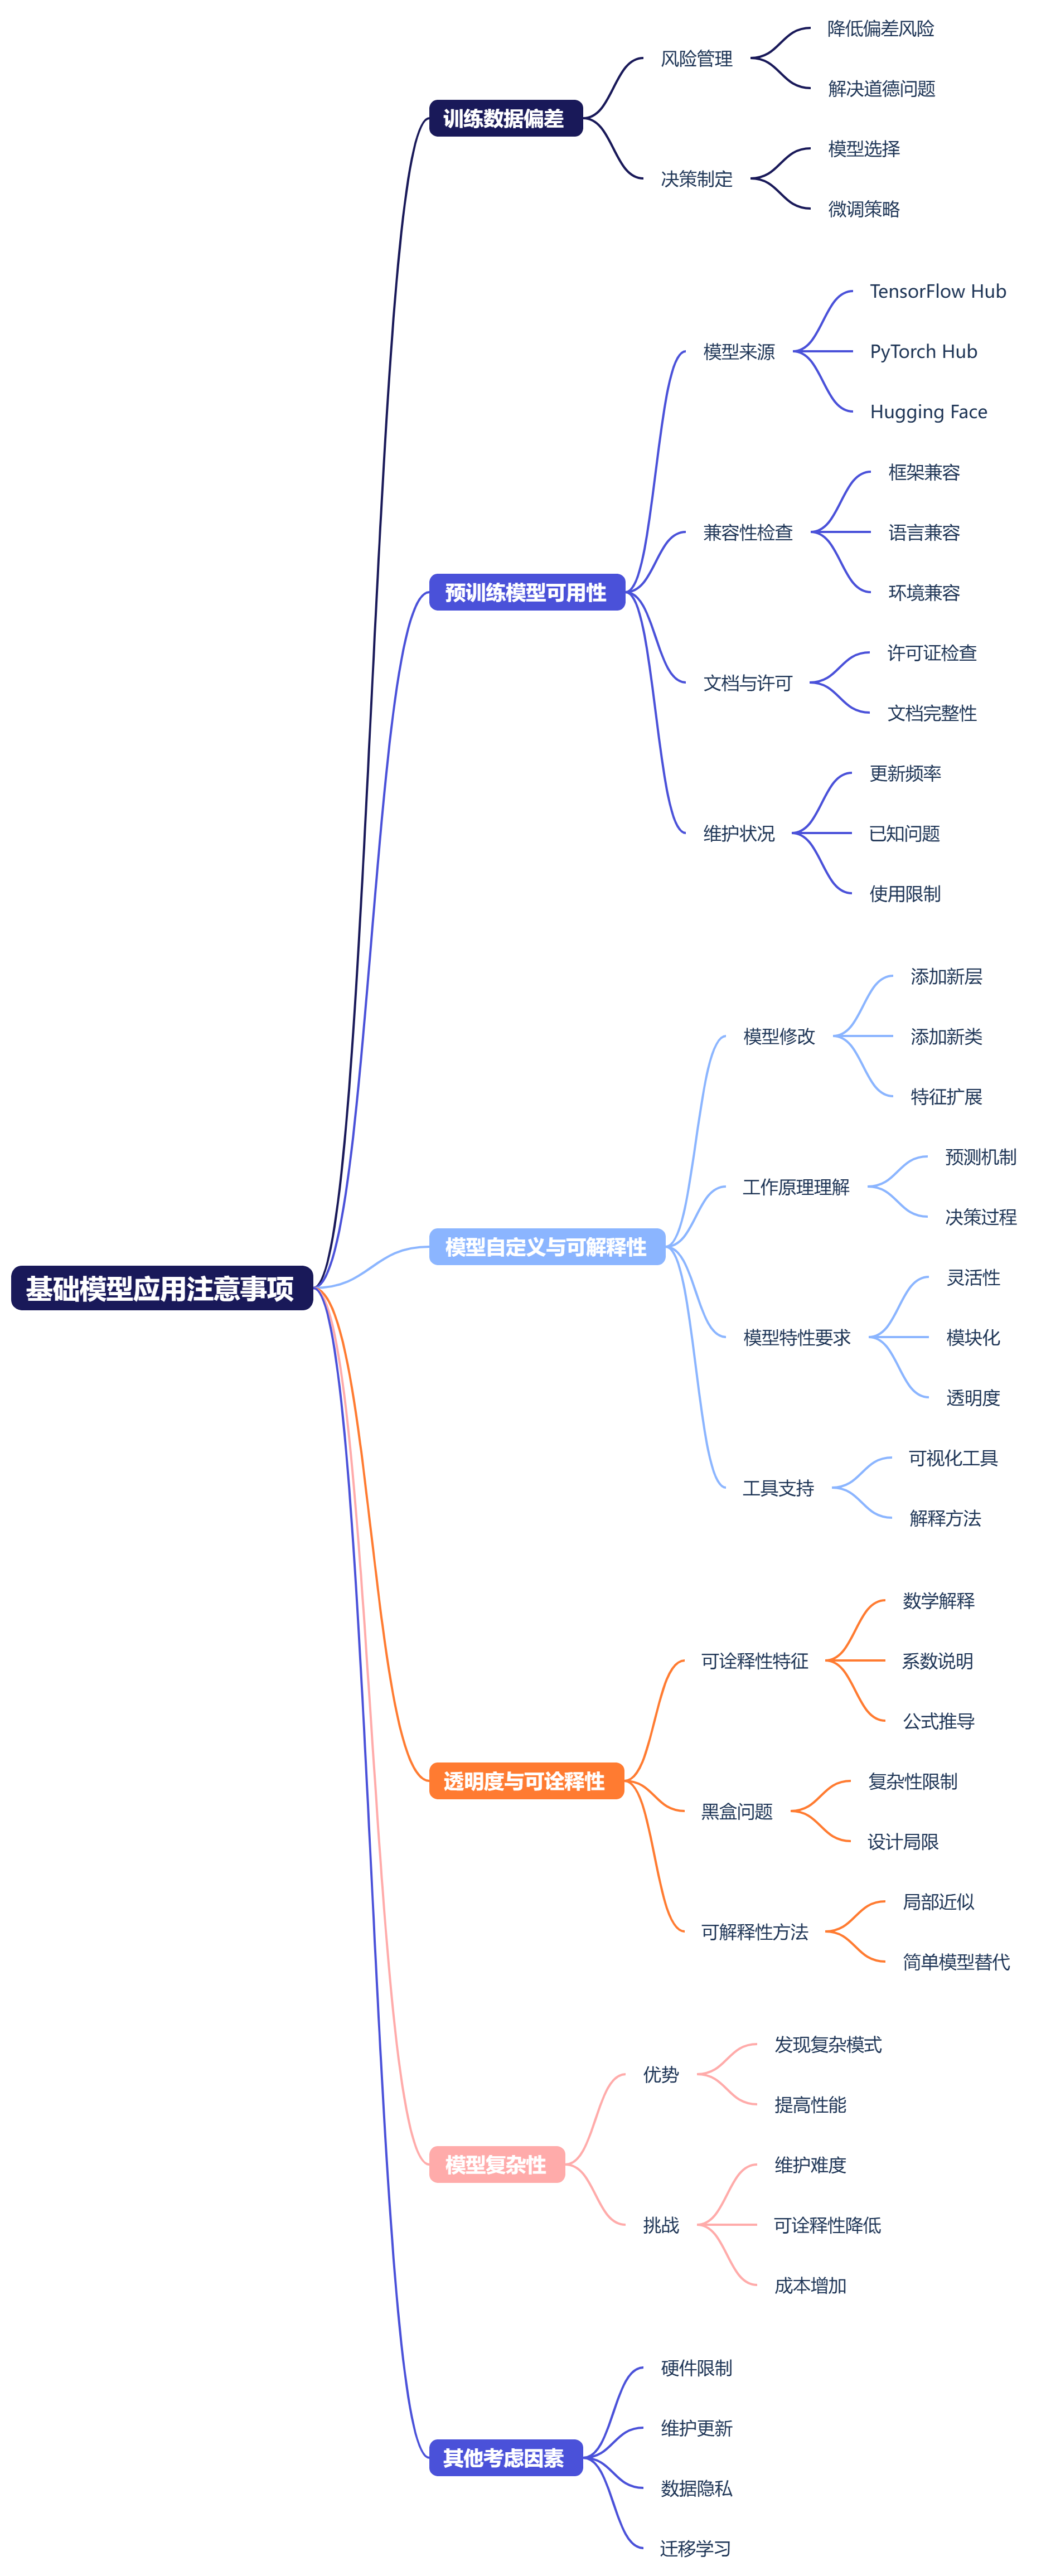 基础模型应用注意事项
训练数据偏差
风险管理
降低偏差风险
解决道德问题
决策制定
模型选择
微调策略
预训练模型可用性
模型来源
TensorFlow Hub
PyTorch Hub
Hugging Face
兼容性检查
框架兼容
语言兼容
环境兼容
文档与许可
许可证检查
文档完整性
维护状况
更新频率
已知问题
使用限制
模型自定义与可解释性
模型修改
添加新层
添加新类
特征扩展
工作原理理解
预测机制
决策过程
模型特性要求
灵活性
模块化
透明度
工具支持
可视化工具
解释方法
透明度与可诠释性
可诠释性特征
数学解释
系数说明
公式推导
黑盒问题
复杂性限制
设计局限
可解释性方法
局部近似
简单模型替代
模型复杂性
优势
发现复杂模式
提高性能
挑战
维护难度
可诠释性降低
成本增加
其他考虑因素
硬件限制
维护更新
数据隐私
迁移学习